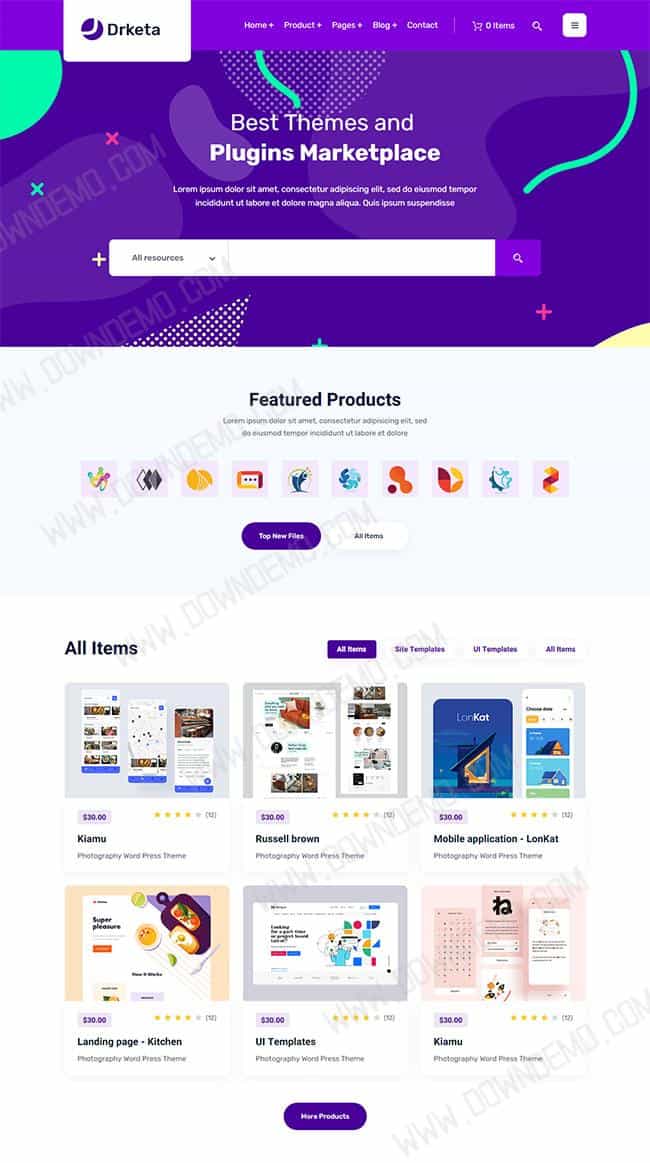 Drketa
Home + Product + Pages + Blog + Contact 0 Items
Best Themes and
Plugins Marketplace
Lorem ipsum dolor sit amet, consectetur adipiscing elit, sed do eiusmod tempor
incididunt ut labore et dolore magna aliqua. Quis ipsum suspendisse
All resources
Featured Products
Lorem ipsum dolor sit amet, consectetur adipiscing elit, sed
do eiusmod tempor incididunt ut labore et dolore
Top New Files All Items
All Items
All Items Site Templates UI Templates All Items
LonKat
Choose date
$30.00 (12) $30.00 (12) $30.00 (12)
Kiamu Russell brown Mobile application - LonKat
Photography Word Press Theme Photography Word Press Theme Photography Word Press Theme
Super
pleasure
How It Works
Looking
for a part-time
or project based
talent?
ね
$30.00 (12) $30.00 (12) $30.00 (12)
Landing page - Kitchen UI Templates Kiamu
Photography Word Press Theme Photography Word Press Theme Photography Word Press Theme
More Products
WWW.DOWNDEMO.COM